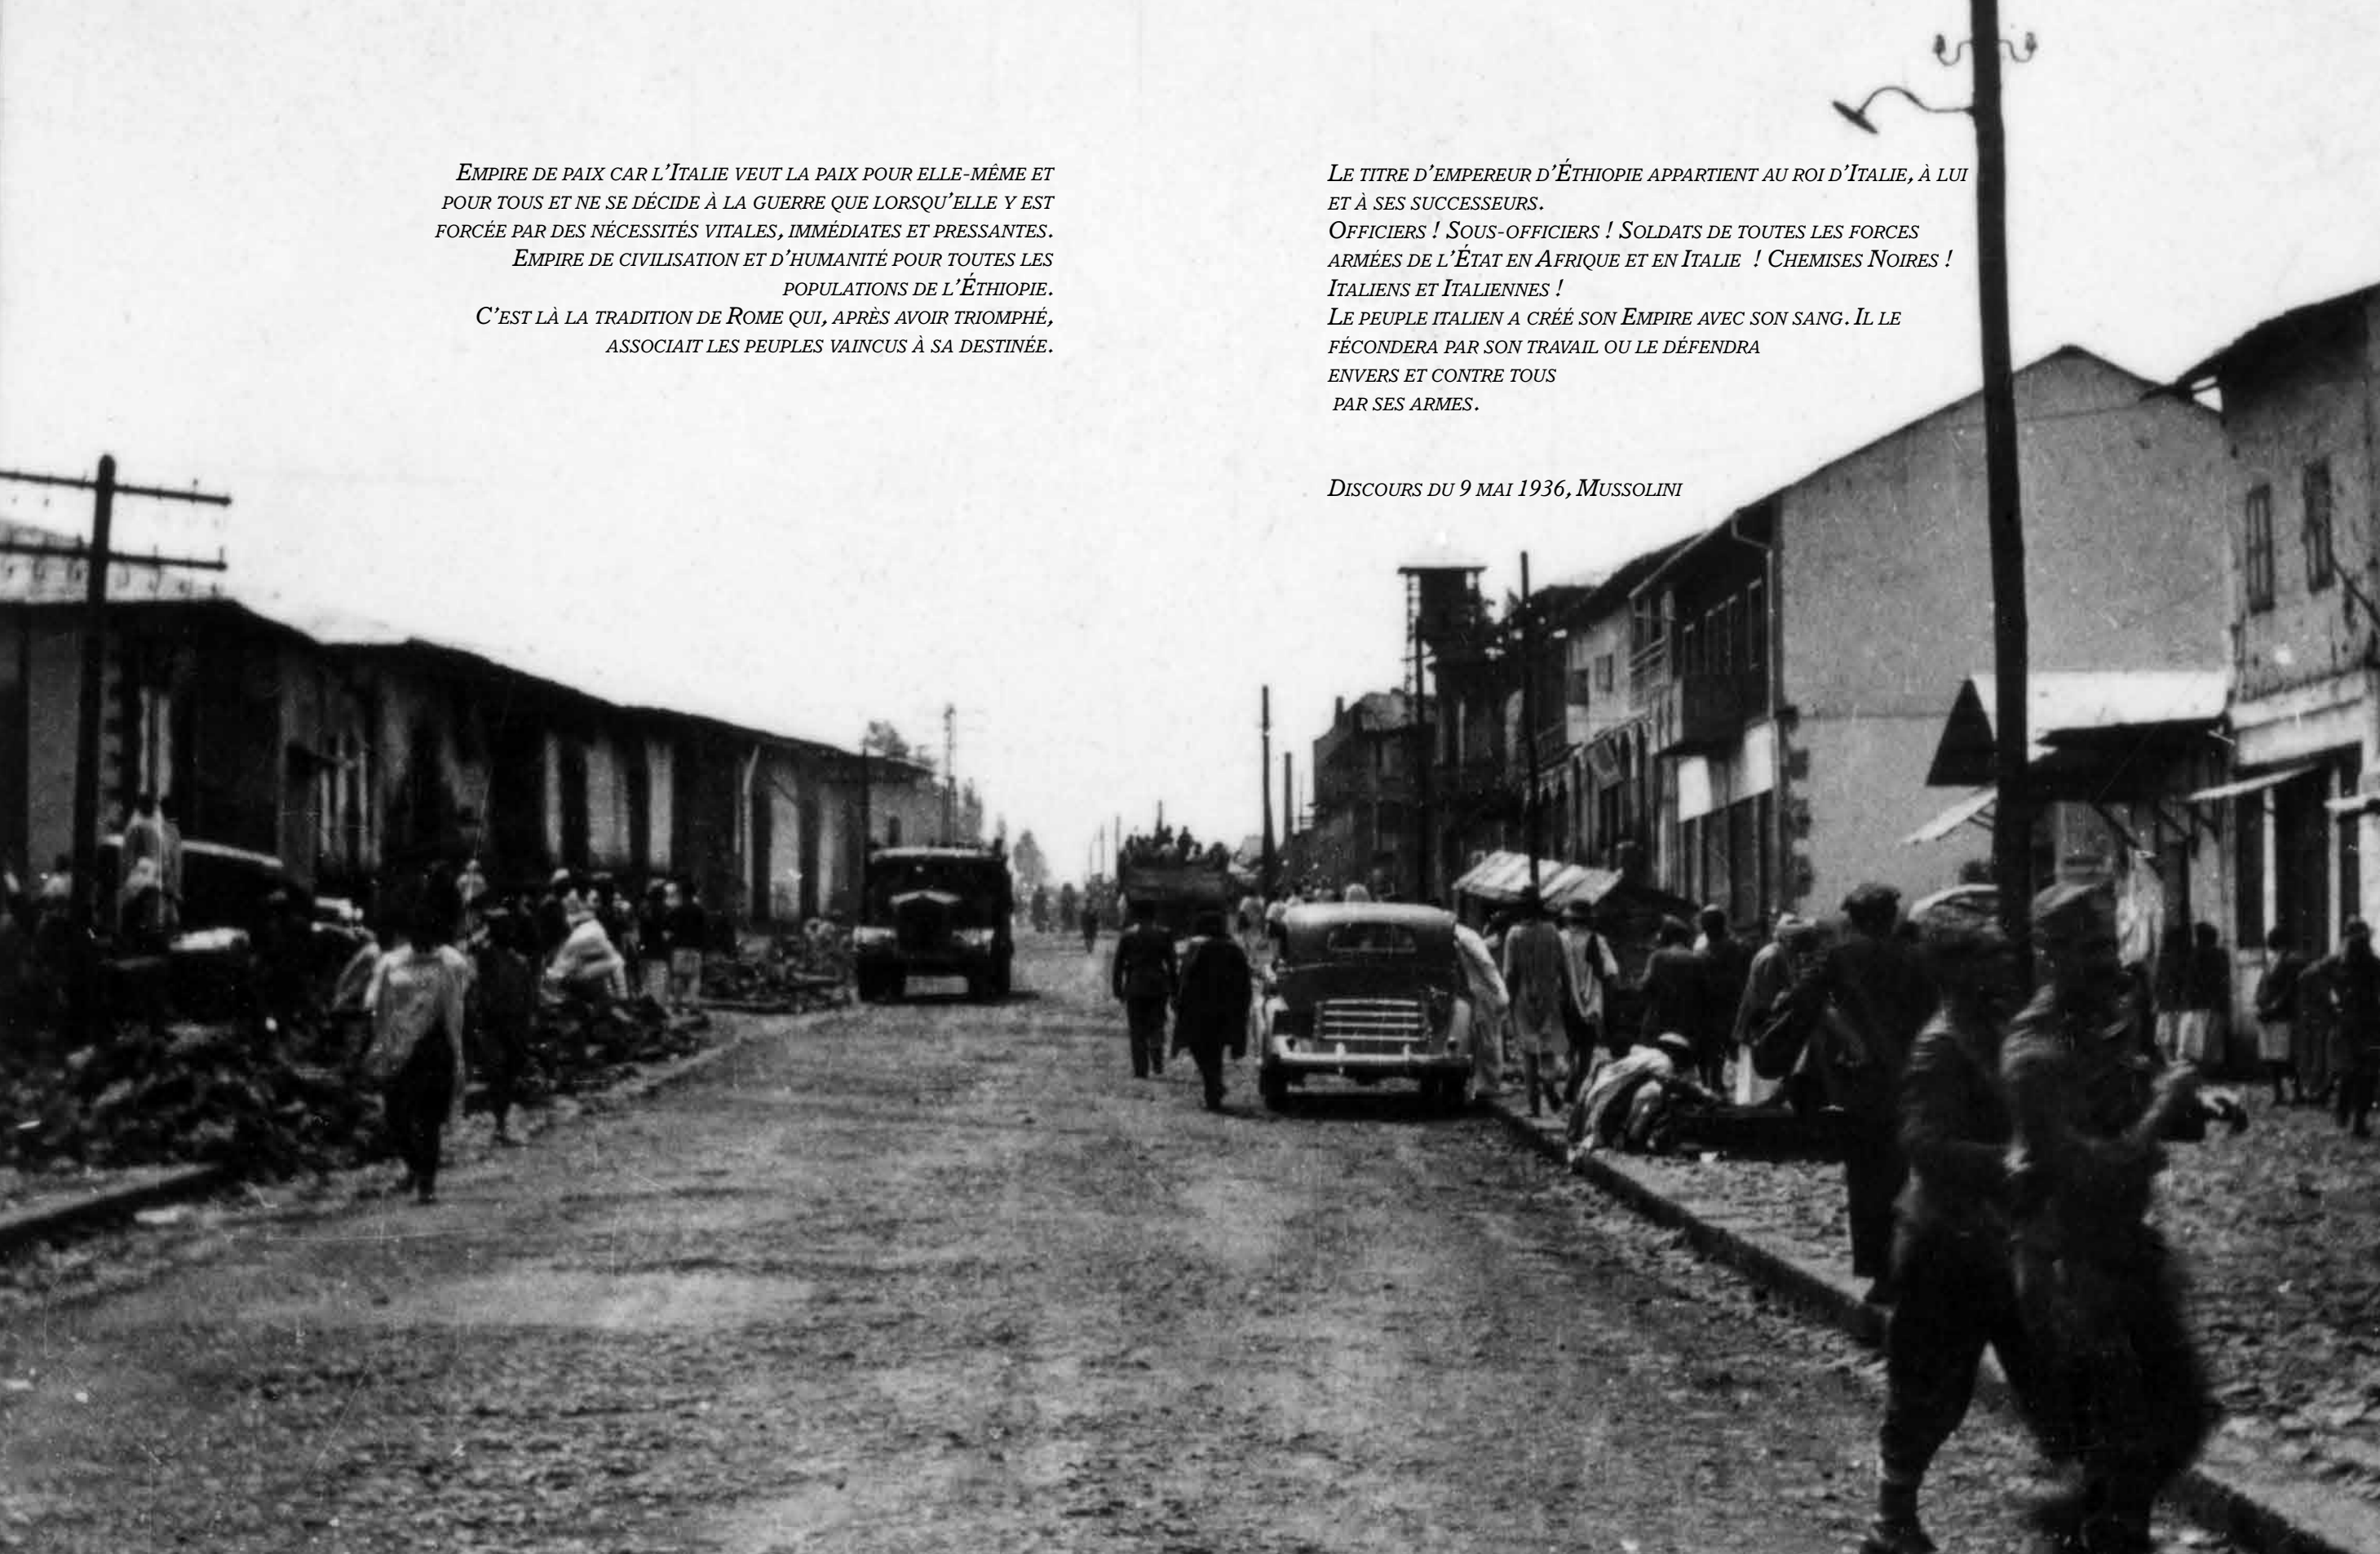 Empire de paix car l'Italie veut la paix pour elle-même et
pour tous et ne se décide à la guerre que lorsqu'elle y est
forcée par des nécessités vitales, immédiates et pressantes.
Empire de civilisation et d'humanité pour toutes les
populations de l'Éthiopie.
C'est là la tradition de Rome qui, après avoir triomphé,
associait les peuples vaincus à sa destinée.
Le titre d'empereur d'Éthiopie appartient au roi d'Italie, à lui
et à ses successeurs.
Officiers ! Sous-officiers ! Soldats de toutes les forces
armées de l'État en Afrique et en Italie  ! Chemises Noires !
Italiens et Italiennes !
Le peuple italien a créé son Empire avec son sang. Il le
fécondera par son travail ou le défendra
envers et contre tous
par ses armes.
Discours du 9 mai 1936, Mussolini